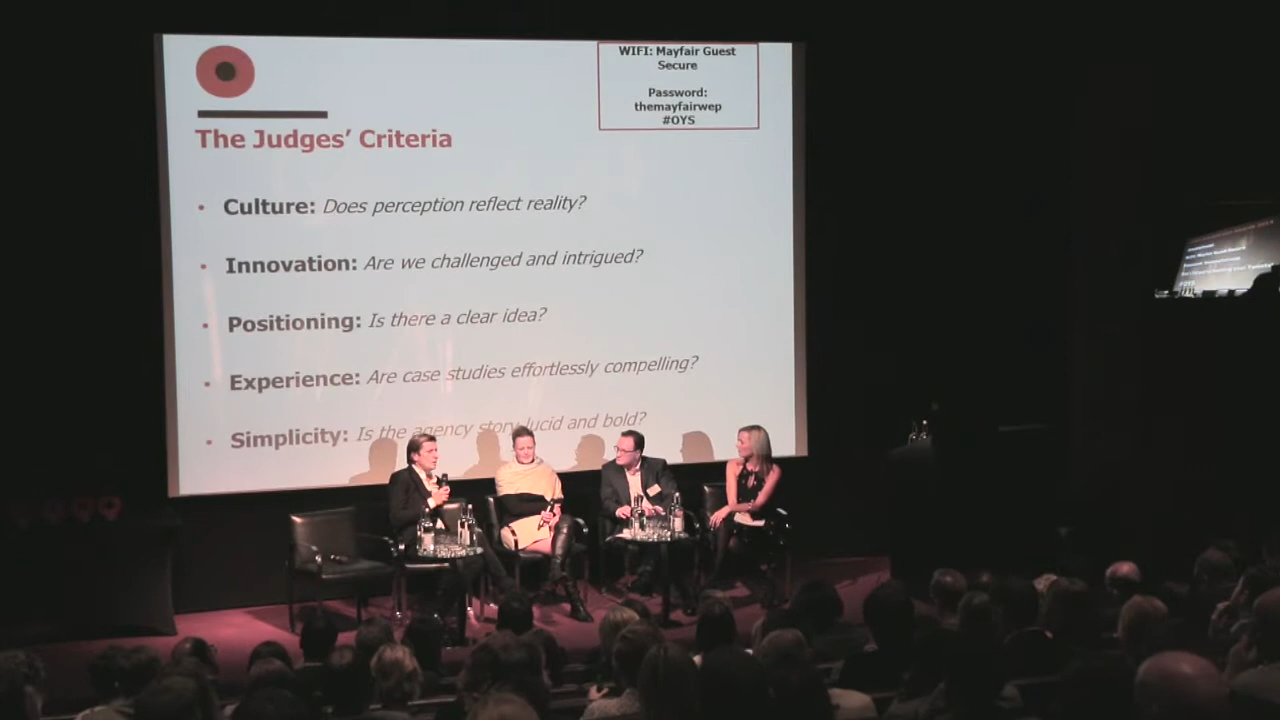 WIFI: Mayfair Guest
Secure
Password:
themayfairwep
#OYS
The Judges' Criteria
• Culture: Does perception reflect reality?
• Innovation: Are we challenged and intrigued?
• Positioning: Is there a clear idea?
• Experience: Are case studies effortlessly compelling?
• Simplicity: Is the agency story lucid and bold?